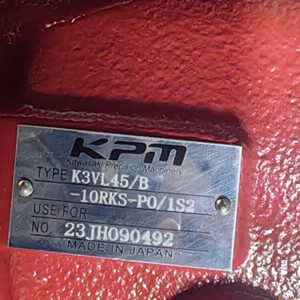 KPM
Kawasaki Precision Machinery
TYPE K3VL45/B
-10RKS-P0/1S2
USE FOR
NO. 23JH090492
MADE IN JAPAN